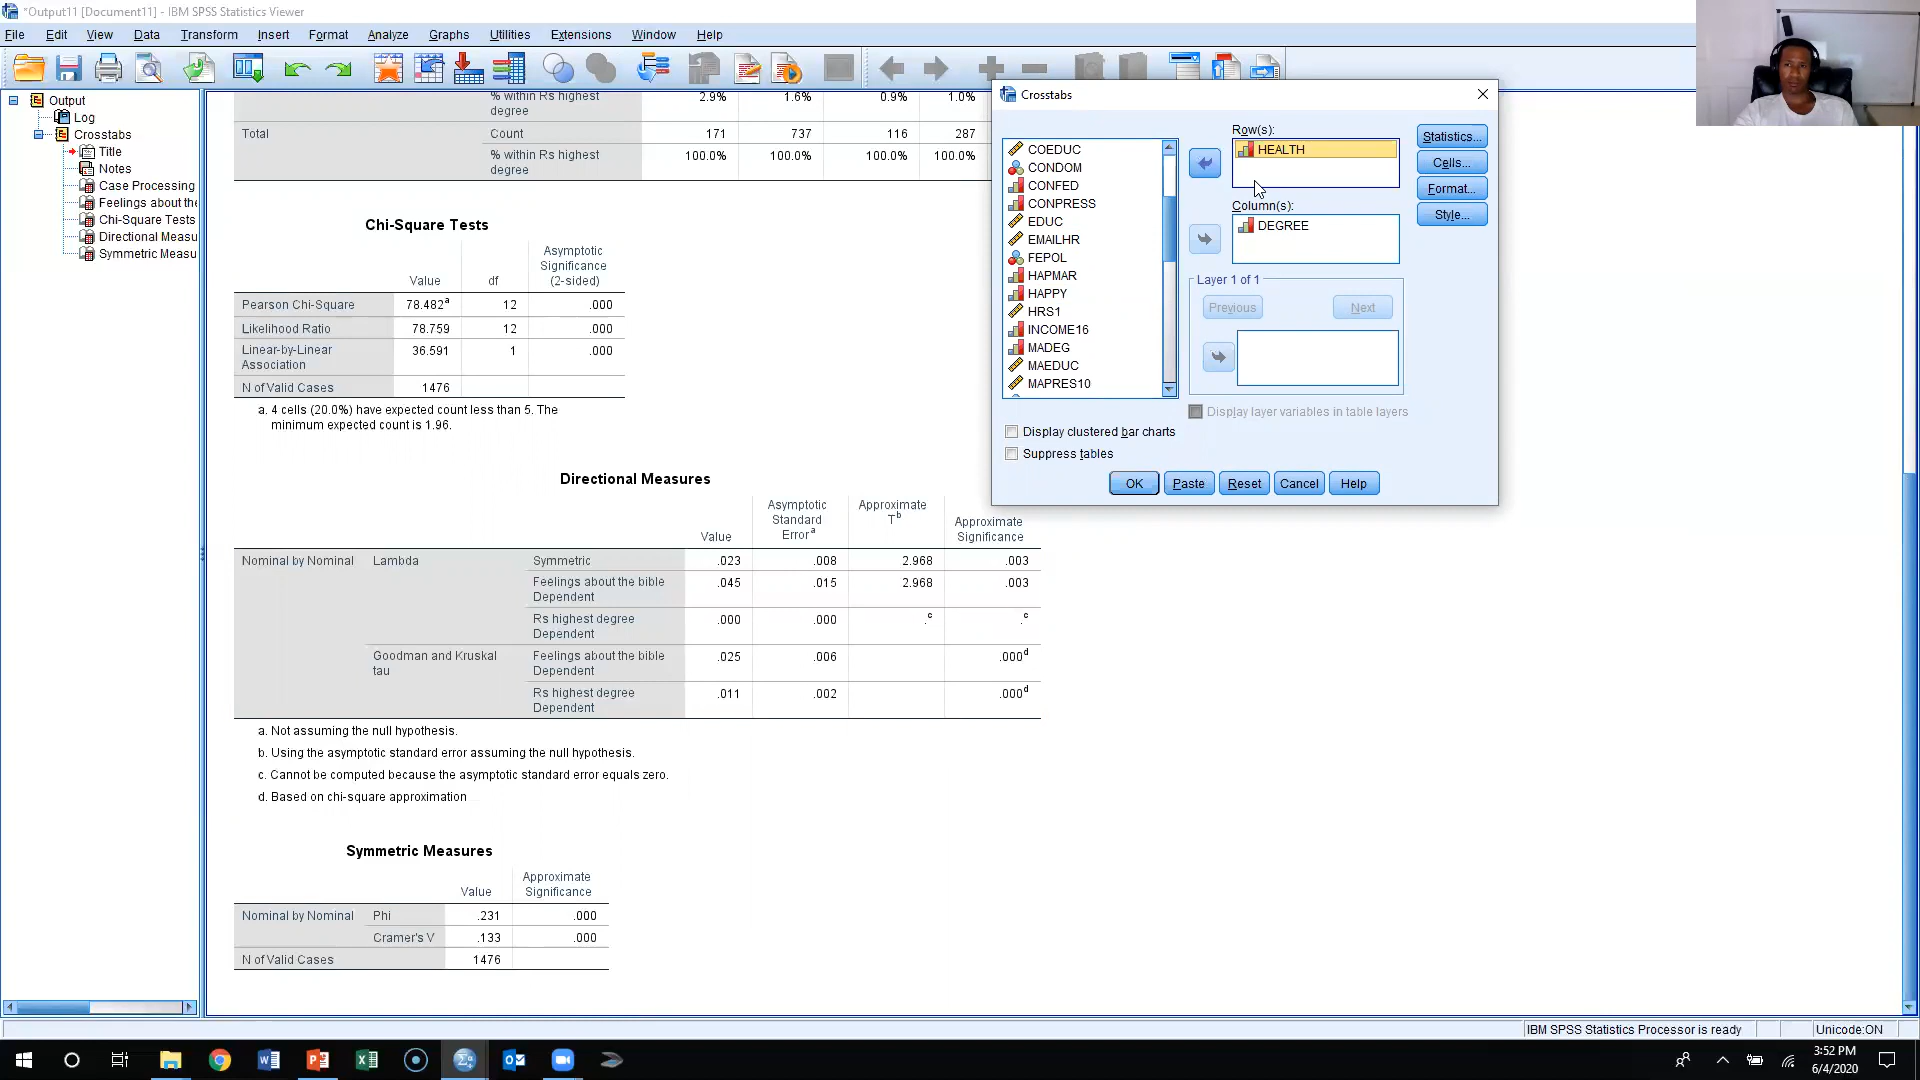 *Output11 [Document11] - IBM SPSS Statistics Viewer
File Edit View Data Transform Insert Format Analyze Graphs Utilities Extensions Window Help
Output
Log
Crosstabs
Title
Notes
Case Processing
Feelings about the
Chi-Square Tests
Directional Measu
Symmetric Measu
% within Rs highest degree 2.9% 1.6% 0.9% 1.0%
Total Count 171 737 116 287
% within Rs highest degree 100.0% 100.0% 100.0% 100.0%
Chi-Square Tests
Value df Asymptotic Significance (2-sided)
Pearson Chi-Square 78.482a 12 .000
Likelihood Ratio 78.759 12 .000
Linear-by-Linear Association 36.591 1 .000
N of Valid Cases 1476
a. 4 cells (20.0%) have expected count less than 5. The
minimum expected count is 1.96.
Directional Measures
Value Asymptotic Standard Errora Approximate Tb Approximate Significance
Nominal by Nominal Lambda Symmetric .023 .008 2.968 .003
Feelings about the bible Dependent .045 .015 2.968 .003
Rs highest degree Dependent .000 .000 .c .c
Goodman and Kruskal tau Feelings about the bible Dependent .025 .006 .000d
Rs highest degree Dependent .011 .002 .000d
a. Not assuming the null hypothesis.
b. Using the asymptotic standard error assuming the null hypothesis.
c. Cannot be computed because the asymptotic standard error equals zero.
d. Based on chi-square approximation
Symmetric Measures
Value Approximate Significance
Nominal by Nominal Phi .231 .000
Cramer's V .133 .000
N of Valid Cases 1476
Crosstabs
COEDUC
CONDOM
CONFED
CONPRESS
EDUC
EMAILHR
FEPOL
HAPMAR
HAPPY
HRS1
INCOME16
MADEG
MAEDUC
MAPRES10
Row(s):
HEALTH
Column(s):
DEGREE
Layer 1 of 1
Previous Next
Display layer variables in table layers
Statistics...
Cells...
Format...
Style...
Display clustered bar charts
Suppress tables
OK Paste Reset Cancel Help
IBM SPSS Statistics Processor is ready Unicode:ON
3:52 PM
6/4/2020